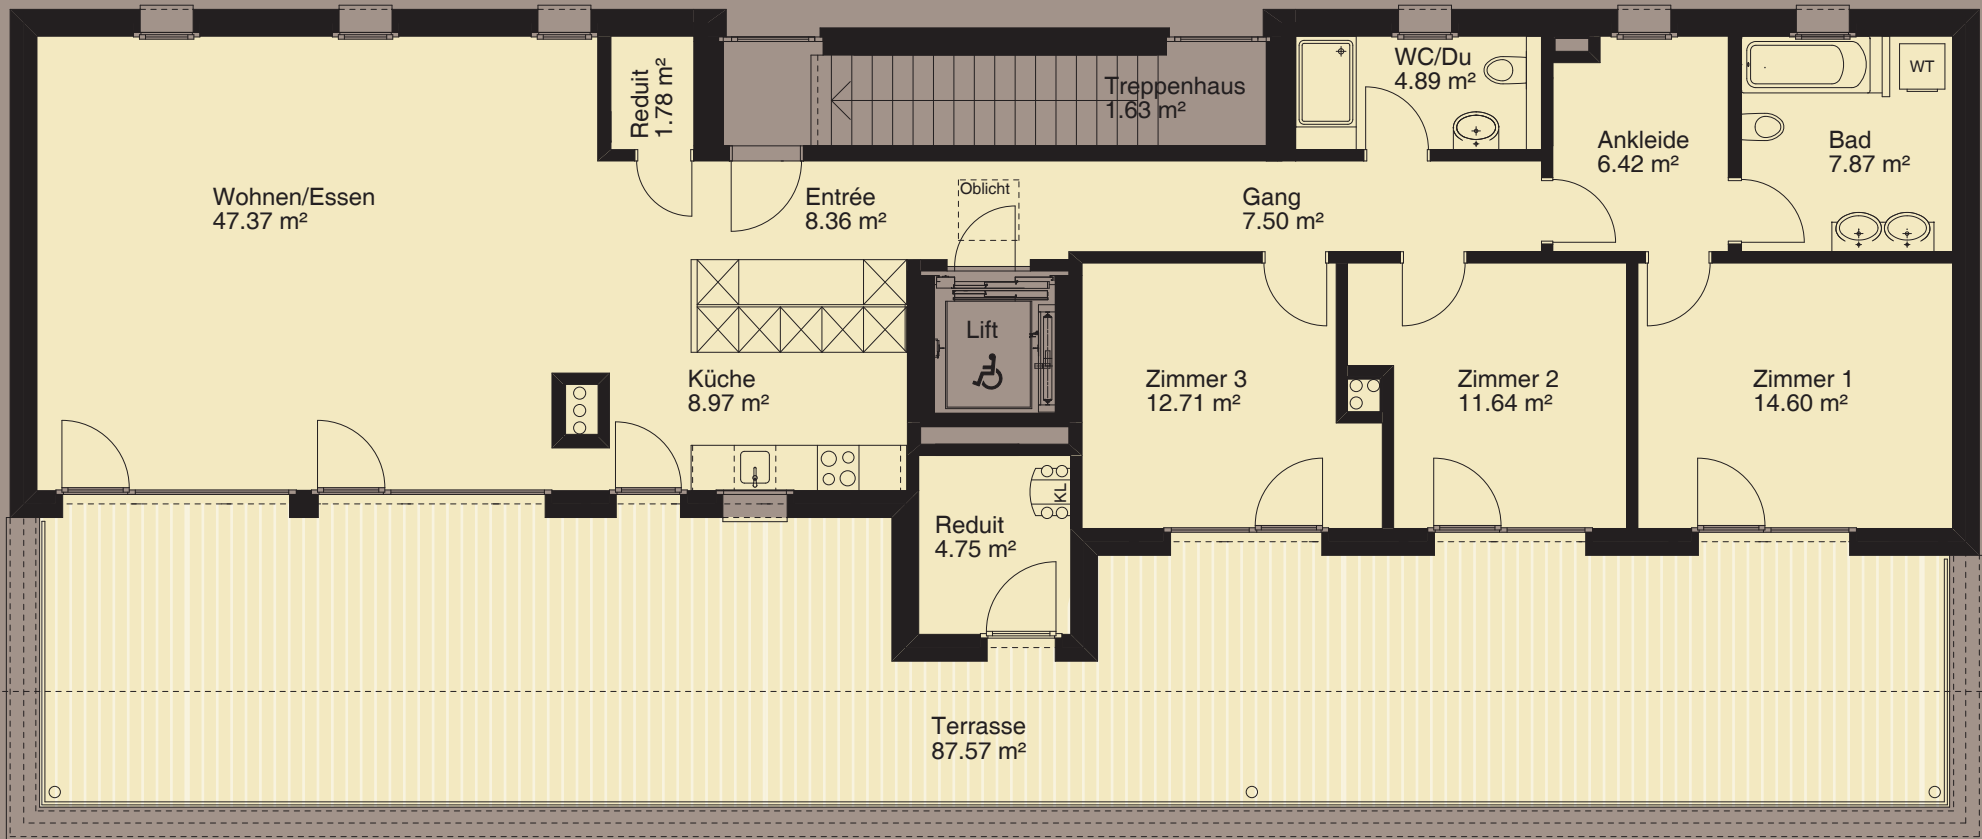 WC/Du
4.89 m²
WT
Reduit
1.78 m²
Treppenhaus
1.63 m²
Ankleide
6.42 m²
Bad
7.87 m²
Wohnen/Essen
47.37 m²
Entrée
8.36 m²
Oblicht
Gang
7.50 m²
Lift
Küche
8.97 m²
Zimmer 3
12.71 m²
Zimmer 2
11.64 m²
Zimmer 1
14.60 m²
KL
Reduit
4.75 m²
Terrasse
87.57 m²